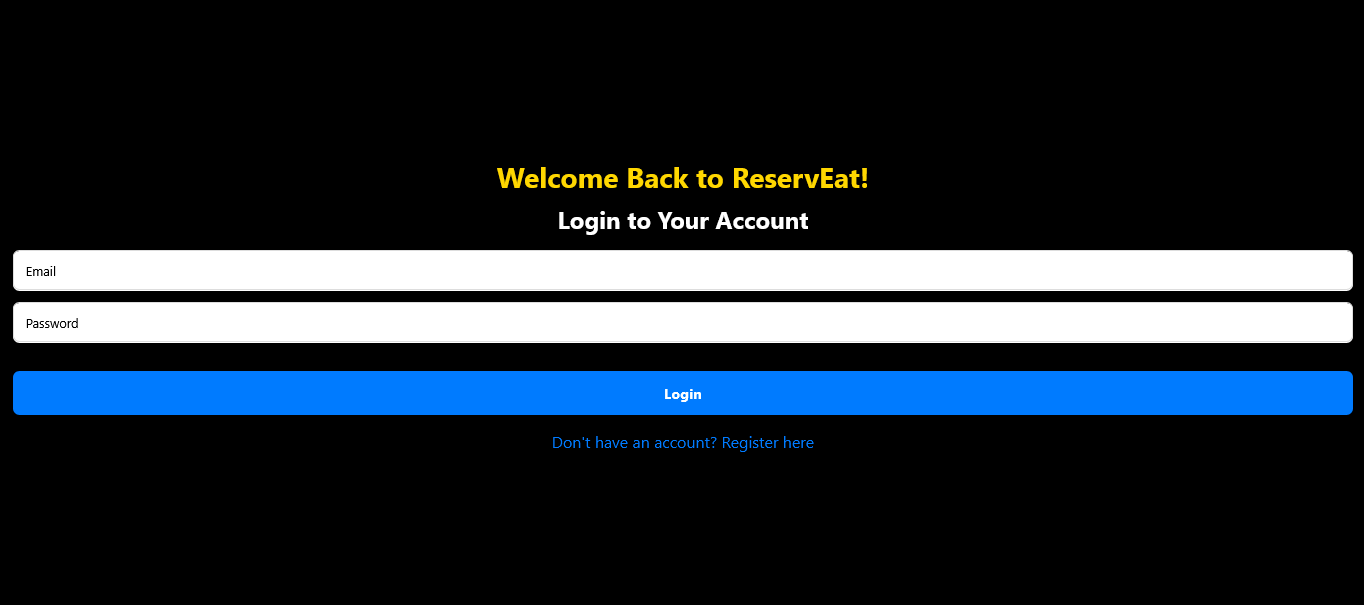 Welcome Back to ReservEat!
Login to Your Account
Email
Password
Login
Don't have an account? Register here